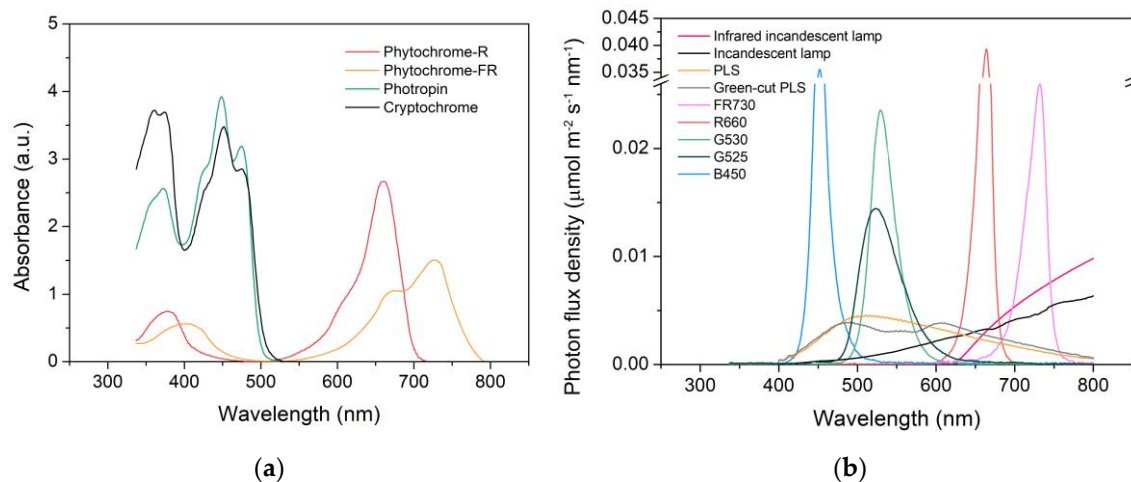 5
4
3
2
1
0
Absorbance (a.u.)
Phytochrome-R
Phytochrome-FR
Photropin
Cryptochrome
300 400 500 600 700 800
Wavelength (nm)
(a)
0.045
0.040
0.035
0.02
0.01
0.00
Photon flux density (μmol m⁻² s⁻¹ nm⁻¹)
Infrared incandescent lamp
Incandescent lamp
PLS
Green-cut PLS
FR730
R660
G530
G525
B450
300 400 500 600 700 800
Wavelength (nm)
(b)